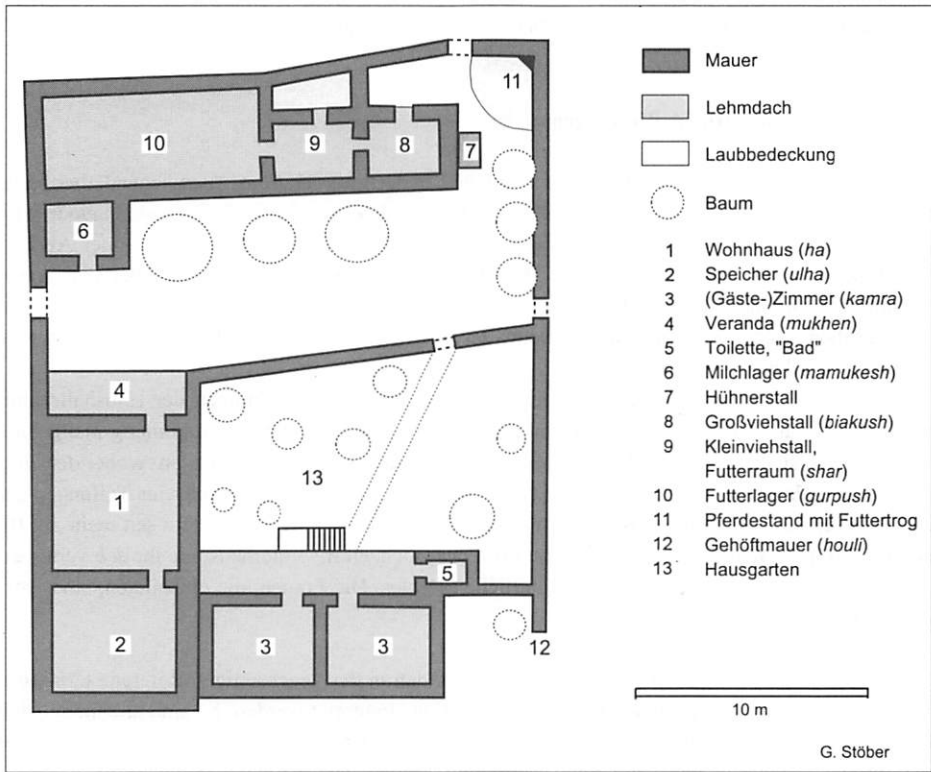 11
10
9
8
7
6
4
13
1
5
2
3
3
12
Mauer
Lehmdach
Laubbedeckung
Baum
1 Wohnhaus (ha)
2 Speicher (ulha)
3 (Gäste-)Zimmer (kamra)
4 Veranda (mukhen)
5 Toilette, "Bad"
6 Milchlager (mamukesh)
7 Hühnerstall
8 Großviehstall (biakush)
9 Kleinviehstall,
Futterraum (shar)
10 Futterlager (gurpush)
11 Pferdestand mit Futtertrog
12 Gehöftmauer (houli)
13 Hausgarten
10 m
G. Stöber